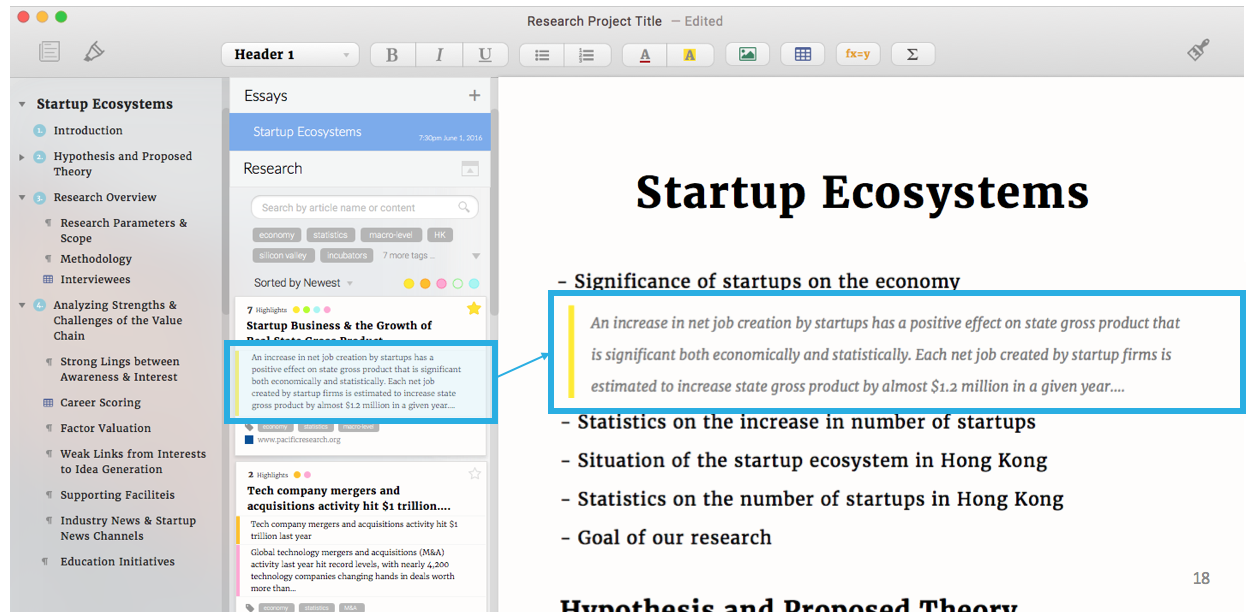 Research Project Title — Edited
Header 1
B
I
U
A
A
fx=y
Σ
Startup Ecosystems
1. Introduction
2. Hypothesis and Proposed
Theory
3. Research Overview
¶ Research Parameters &
Scope
¶ Methodology
Interviewees
4. Analyzing Strengths &
Challenges of the Value
Chain
¶ Strong Lings between
Awareness & Interest
Career Scoring
¶ Factor Valuation
¶ Weak Links from Interests
to Idea Generation
¶ Supporting Faciliteis
¶ Industry News & Startup
News Channels
¶ Education Initiatives
Essays +
Startup Ecosystems
7:30pm June 1, 2016
Research
Search by article name or content
economy statistics macro-level HK
silicon valley incubators 7 more tags ...
Sorted by Newest
7 Highlights
Startup Business & the Growth of
Real State Gross Product
An increase in net job creation by startups has a
positive effect on state gross product that is significant
both economically and statistically. Each net job
created by startup firms is estimated to increase state
gross product by almost $1.2 million in a given year....
economy statistics macro-level
www.pacificresearch.org
2 Highlights
Tech company mergers and
acquisitions activity hit $1 trillion....
Tech company mergers and acquisitions activity hit $1
trillion last year
Global technology mergers and acquisitions (M&A)
activity last year hit record levels, with nearly 4,200
technology companies changing hands in deals worth
more than...
economy statistics M&A
Startup Ecosystems
– Significance of startups on the economy
An increase in net job creation by startups has a positive effect on state gross product that
is significant both economically and statistically. Each net job created by startup firms is
estimated to increase state gross product by almost $1.2 million in a given year....
– Statistics on the increase in number of startups
– Situation of the startup ecosystem in Hong Kong
– Statistics on the number of startups in Hong Kong
– Goal of our research
18
Hypothesis and Proposed Theory